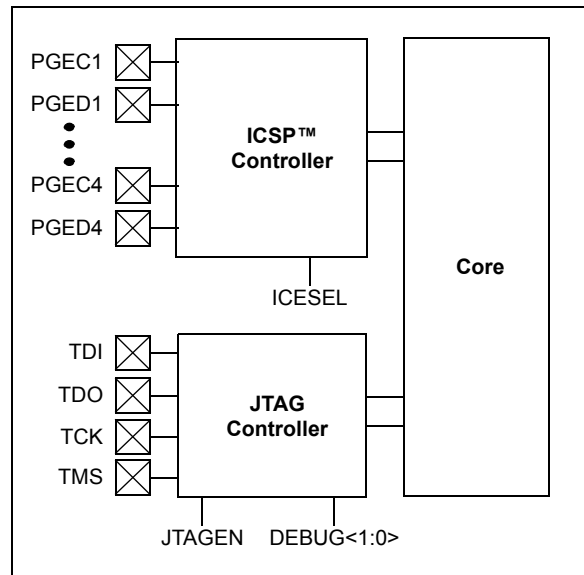 PGEC1
PGED1
PGEC4
PGED4
ICSP™
Controller
ICESEL
Core
TDI
TDO
TCK
TMS
JTAG
Controller
JTAGEN
DEBUG<1:0>